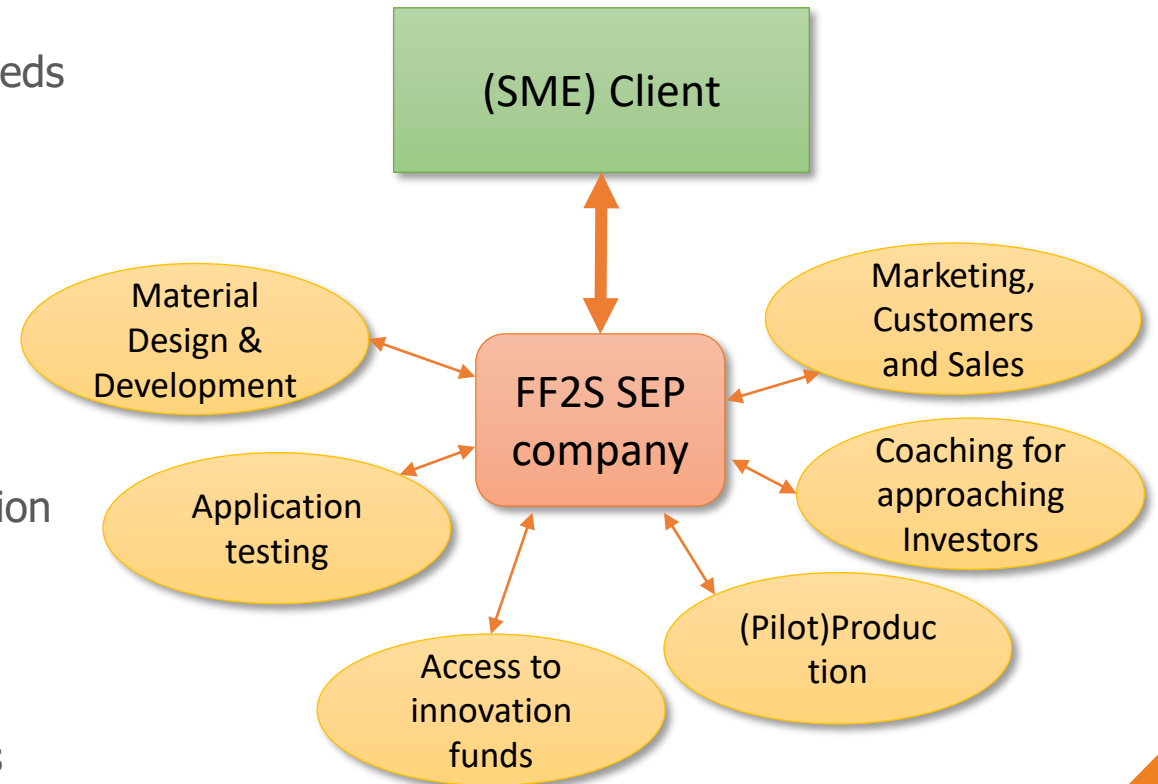 eds
(SME) Client
Material
Design &
Development
Marketing,
Customers
and Sales
FF2S SEP
company
Coaching for
approaching
Investors
ion
Application
testing
(Pilot)Produc
tion
Access to
innovation
funds
s